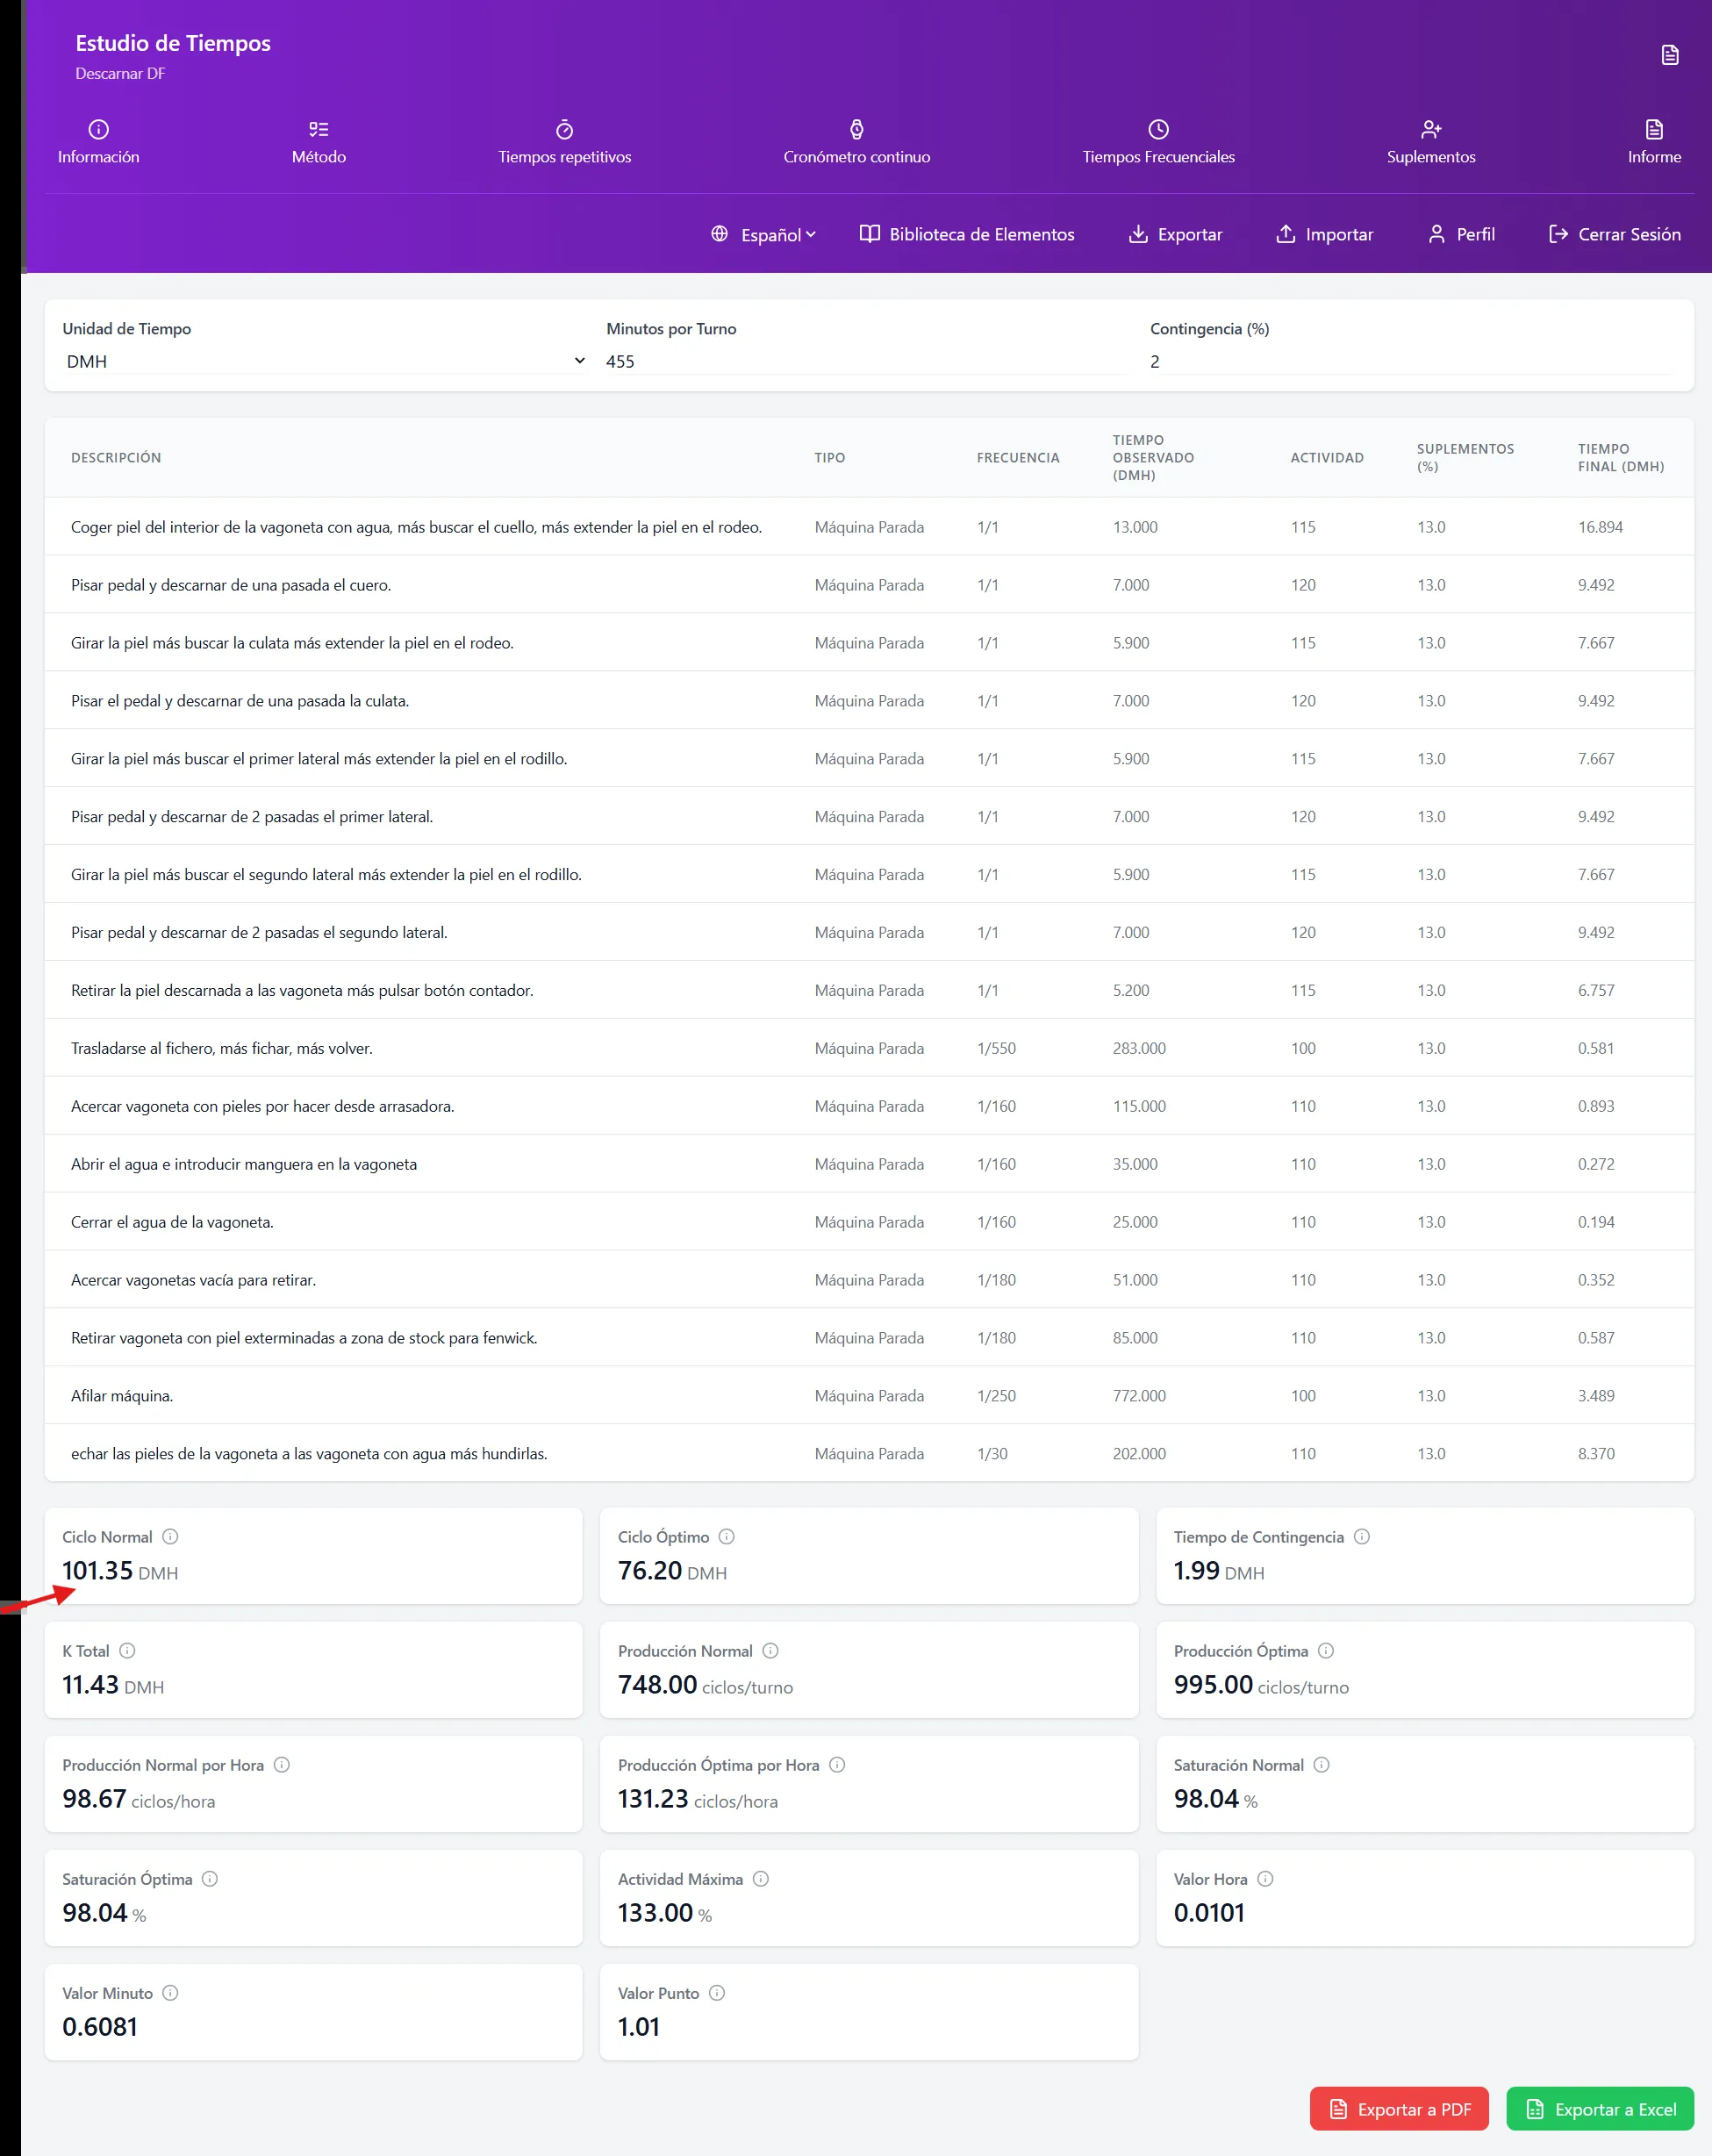 Estudio de Tiempos
Descarnar DF
Información
Método
Tiempos repetitivos
Cronómetro continuo
Tiempos Frecuenciales
Suplementos
Informe
Español
Biblioteca de Elementos
Exportar
Importar
Perfil
Cerrar Sesión
Unidad de Tiempo
DMH
Minutos por Turno
455
Contingencia (%)
2
DESCRIPCIÓN TIPO FRECUENCIA TIEMPO OBSERVADO (DMH) ACTIVIDAD SUPLEMENTOS (%) TIEMPO FINAL (DMH)
Coger piel del interior de la vagoneta con agua, más buscar el cuello, más extender la piel en el rodeo. Máquina Parada 1/1 13.000 115 13.0 16.894
Pisar pedal y descarnar de una pasada el cuero. Máquina Parada 1/1 7.000 120 13.0 9.492
Girar la piel más buscar la culata más extender la piel en el rodeo. Máquina Parada 1/1 5.900 115 13.0 7.667
Pisar el pedal y descarnar de una pasada la culata. Máquina Parada 1/1 7.000 120 13.0 9.492
Girar la piel más buscar el primer lateral más extender la piel en el rodillo. Máquina Parada 1/1 5.900 115 13.0 7.667
Pisar pedal y descarnar de 2 pasadas el primer lateral. Máquina Parada 1/1 7.000 120 13.0 9.492
Girar la piel más buscar el segundo lateral más extender la piel en el rodillo. Máquina Parada 1/1 5.900 115 13.0 7.667
Pisar pedal y descarnar de 2 pasadas el segundo lateral. Máquina Parada 1/1 7.000 120 13.0 9.492
Retirar la piel descarnada a las vagoneta más pulsar botón contador. Máquina Parada 1/1 5.200 115 13.0 6.757
Trasladarse al fichero, más fichar, más volver. Máquina Parada 1/550 283.000 100 13.0 0.581
Acercar vagoneta con pieles por hacer desde arrasadora. Máquina Parada 1/160 115.000 110 13.0 0.893
Abrir el agua e introducir manguera en la vagoneta Máquina Parada 1/160 35.000 110 13.0 0.272
Cerrar el agua de la vagoneta. Máquina Parada 1/160 25.000 110 13.0 0.194
Acercar vagonetas vacía para retirar. Máquina Parada 1/180 51.000 110 13.0 0.352
Retirar vagoneta con piel exterminadas a zona de stock para fenwick. Máquina Parada 1/180 85.000 110 13.0 0.587
Afilar máquina. Máquina Parada 1/250 772.000 100 13.0 3.489
echar las pieles de la vagoneta a las vagoneta con agua más hundirlas. Máquina Parada 1/30 202.000 110 13.0 8.370
Ciclo Normal
101.35 DMH
Ciclo Óptimo
76.20 DMH
Tiempo de Contingencia
1.99 DMH
K Total
11.43 DMH
Producción Normal
748.00 ciclos/turno
Producción Óptima
995.00 ciclos/turno
Producción Normal por Hora
98.67 ciclos/hora
Producción Óptima por Hora
131.23 ciclos/hora
Saturación Normal
98.04 %
Saturación Óptima
98.04 %
Actividad Máxima
133.00 %
Valor Hora
0.0101
Valor Minuto
0.6081
Valor Punto
1.01
Exportar a PDF
Exportar a Excel